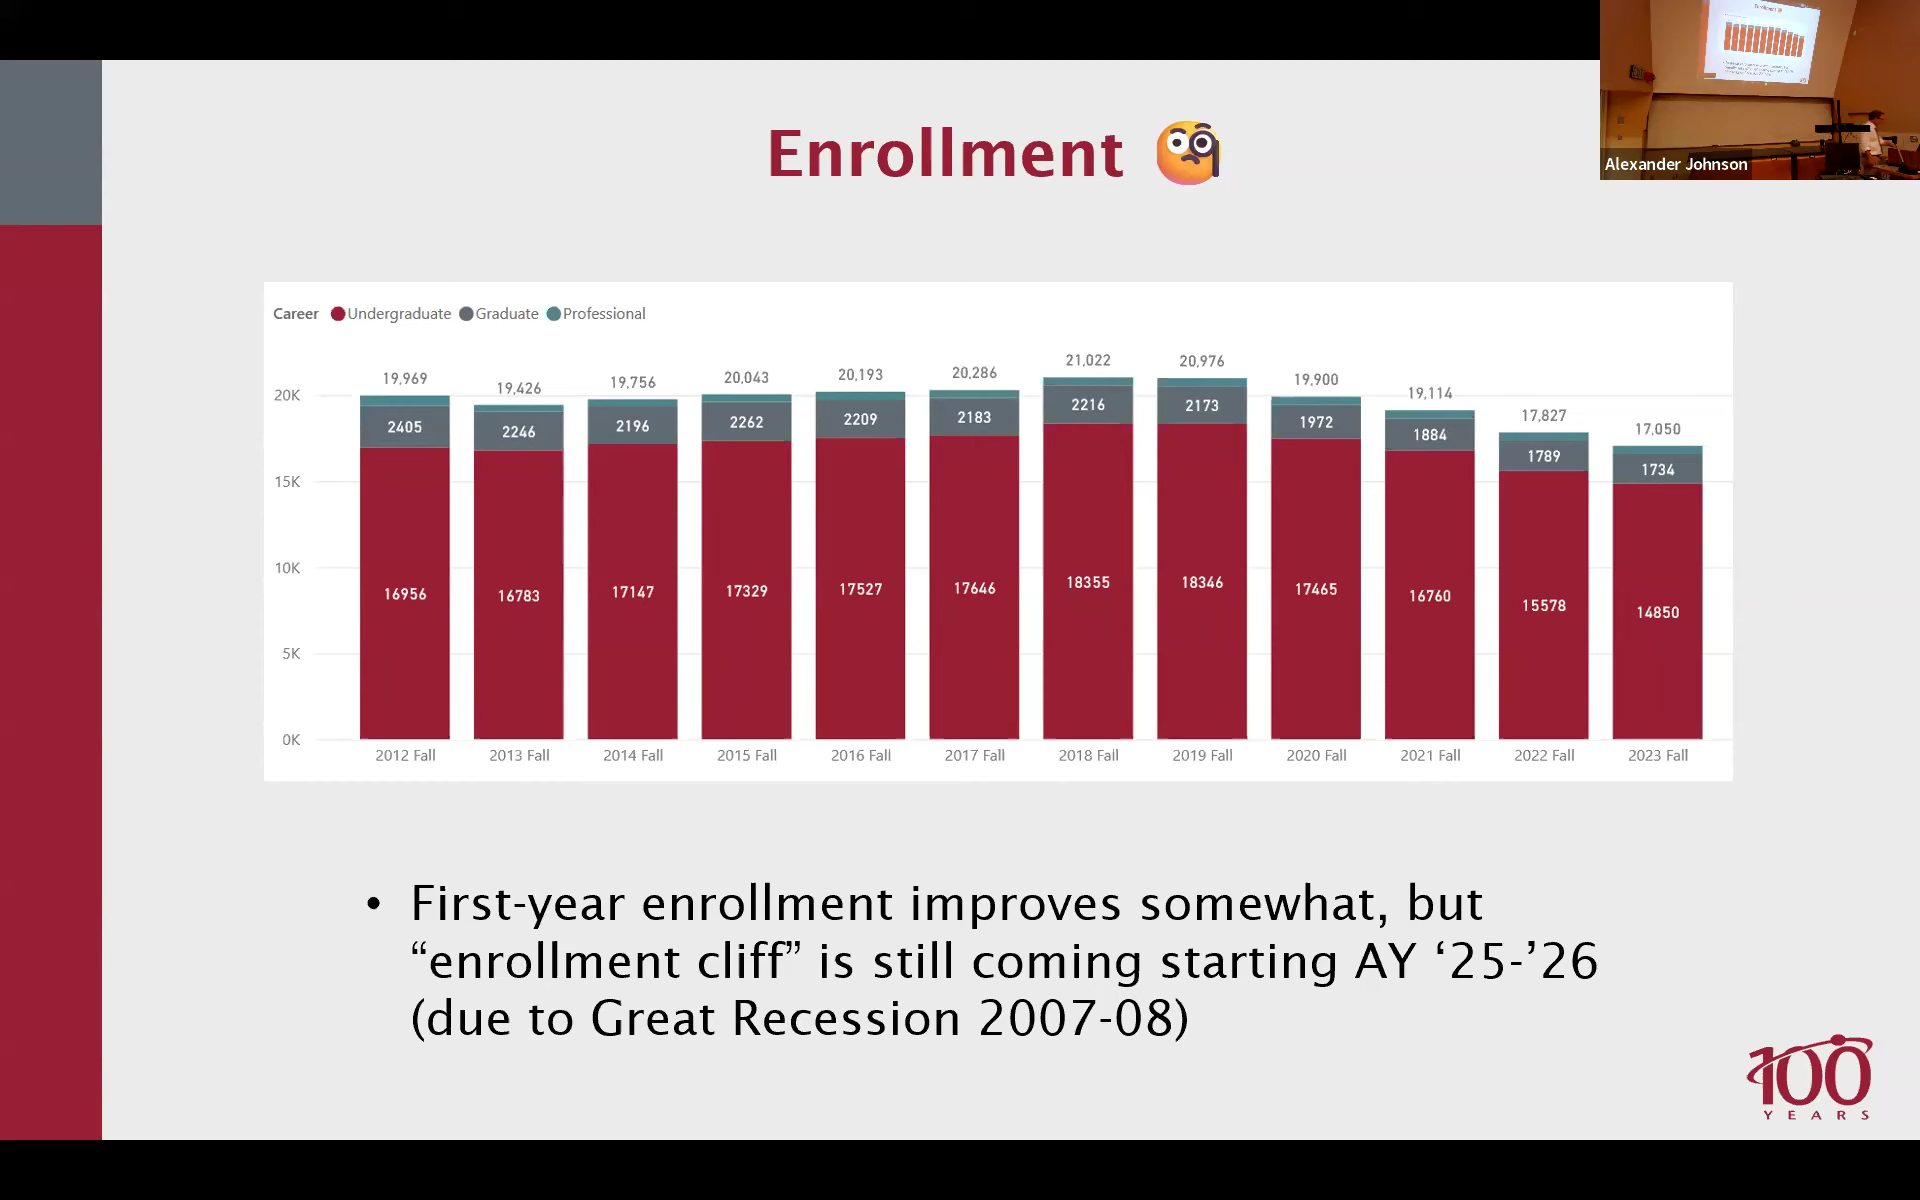 Enrollment
Alexander Johnson
Career Undergraduate Graduate Professional
20K
15K
10K
5K
0K
19,969 19,426 19,756 20,043 20,193 20,286 21,022 20,976 19,900 19,114 17,827 17,050
2405 2246 2196 2262 2209 2183 2216 2173 1972 1884 1789 1734
16956 16783 17147 17329 17527 17646 18355 18346 17465 16760 15578 14850
2012 Fall 2013 Fall 2014 Fall 2015 Fall 2016 Fall 2017 Fall 2018 Fall 2019 Fall 2020 Fall 2021 Fall 2022 Fall 2023 Fall
• First-year enrollment improves somewhat, but
“enrollment cliff” is still coming starting AY ‘25-’26
(due to Great Recession 2007-08)
100
YEARS